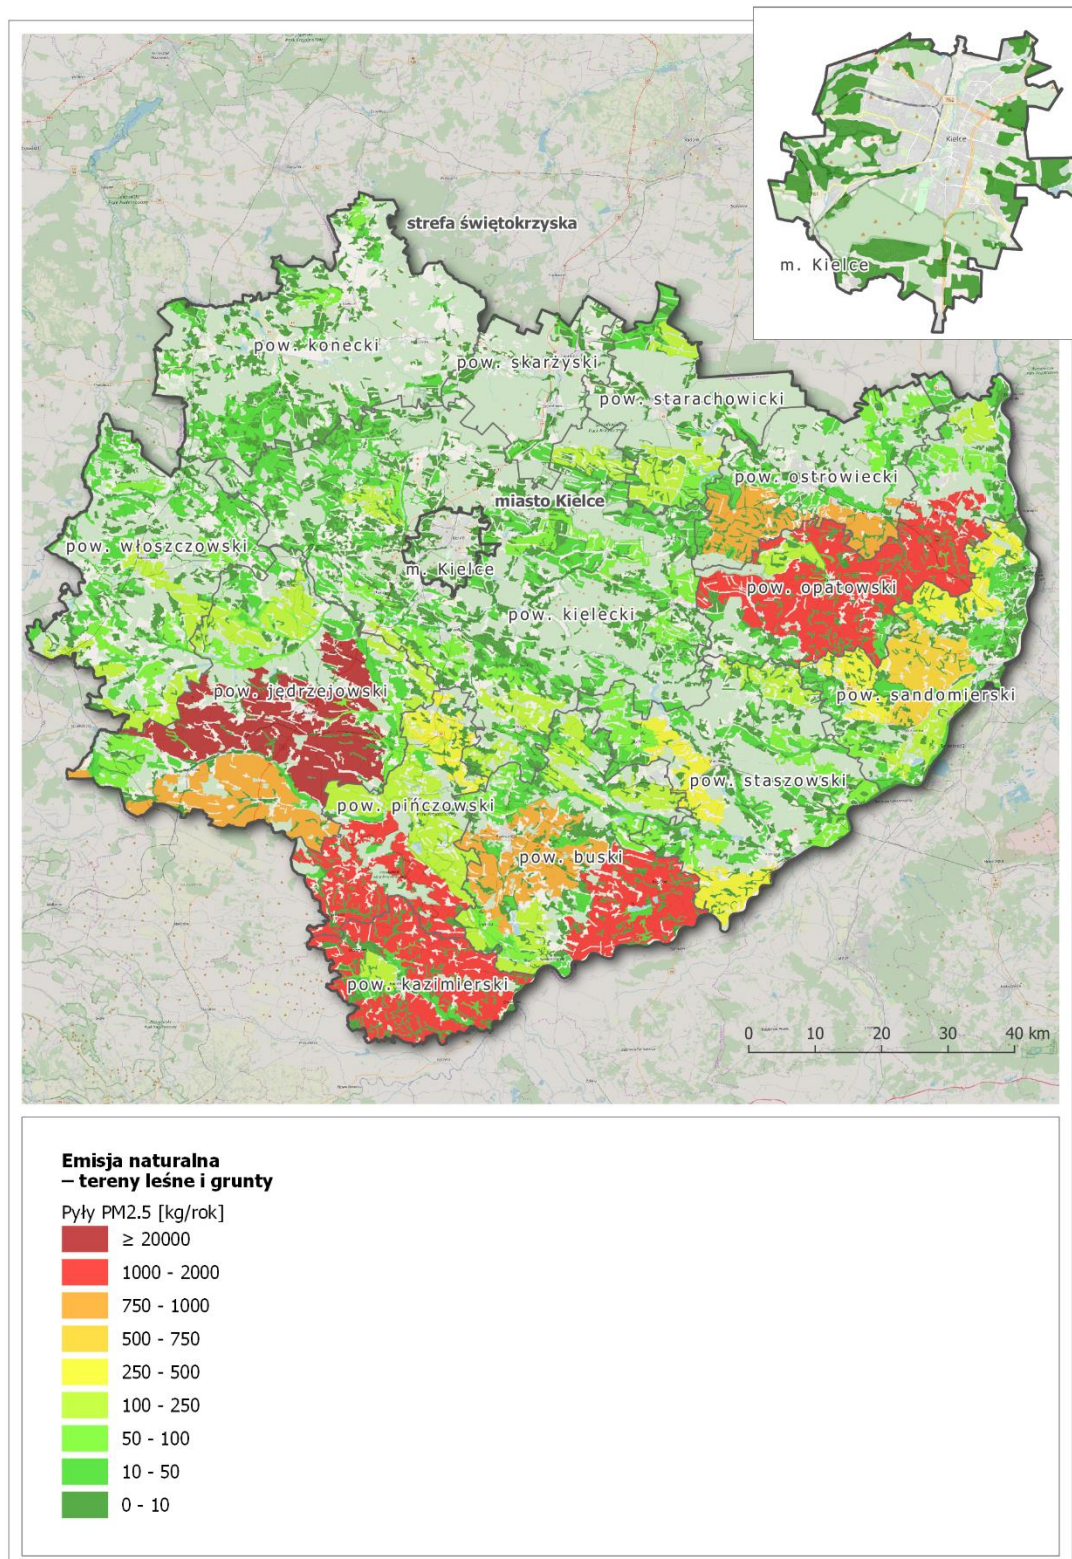 Kielce
m. Kielce
strefa świętokrzyska
pow. konecki
pow. skarżyski
pow. starachowicki
pow. ostrowiecki
miasto Kielce
pow. włoszczowski
m. Kielce
pow. opatowski
pow. kielecki
pow. jędrzejowski
pow. sandomierski
pow. staszowski
pow. pińczowski
pow. buski
pow. kazimierski
0 10 20 30 40 km
Emisja naturalna
– tereny leśne i grunty
Pyły PM2.5 [kg/rok]
≥ 20000
1000 - 2000
750 - 1000
500 - 750
250 - 500
100 - 250
50 - 100
10 - 50
0 - 10